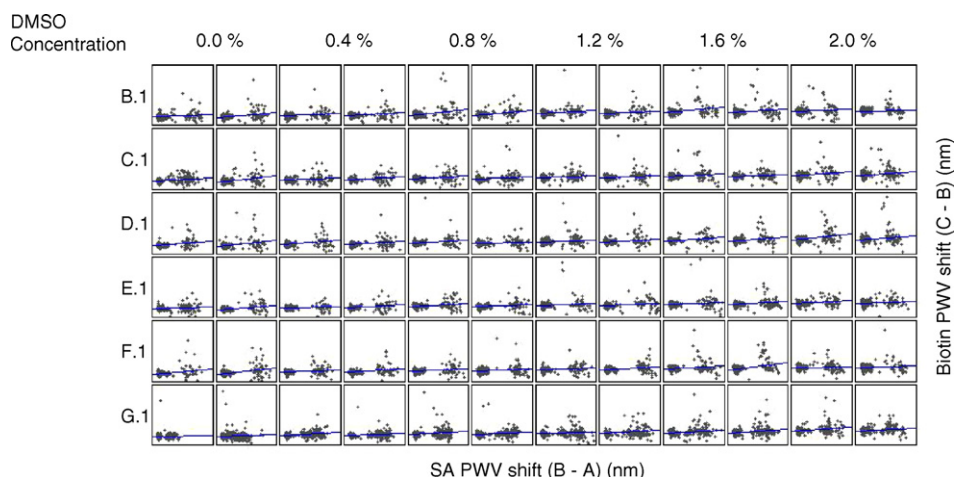 DMSO
Concentration
0.0 % 0.4 % 0.8 % 1.2 % 1.6 % 2.0 %
B.1
C.1
D.1
E.1
F.1
G.1
Biotin PWV shift (C - B) (nm)
SA PWV shift (B - A) (nm)